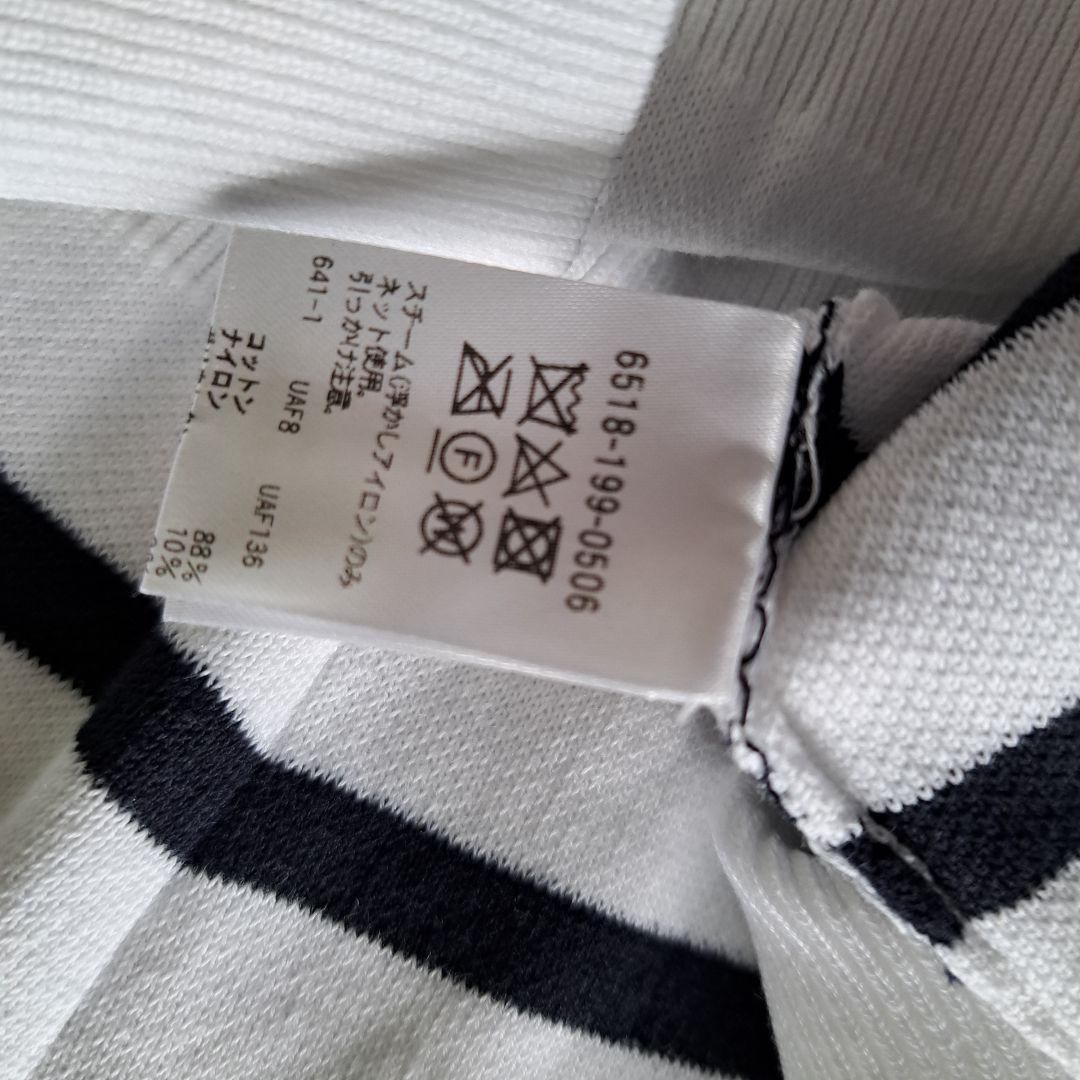 6518-199-0506
F
W
スチーム(浮かしアイロン)のみ
ネット使用。
引っかけ注意。
641-1 UAF8 UAF136
コットン 88%
ナイロン 10%